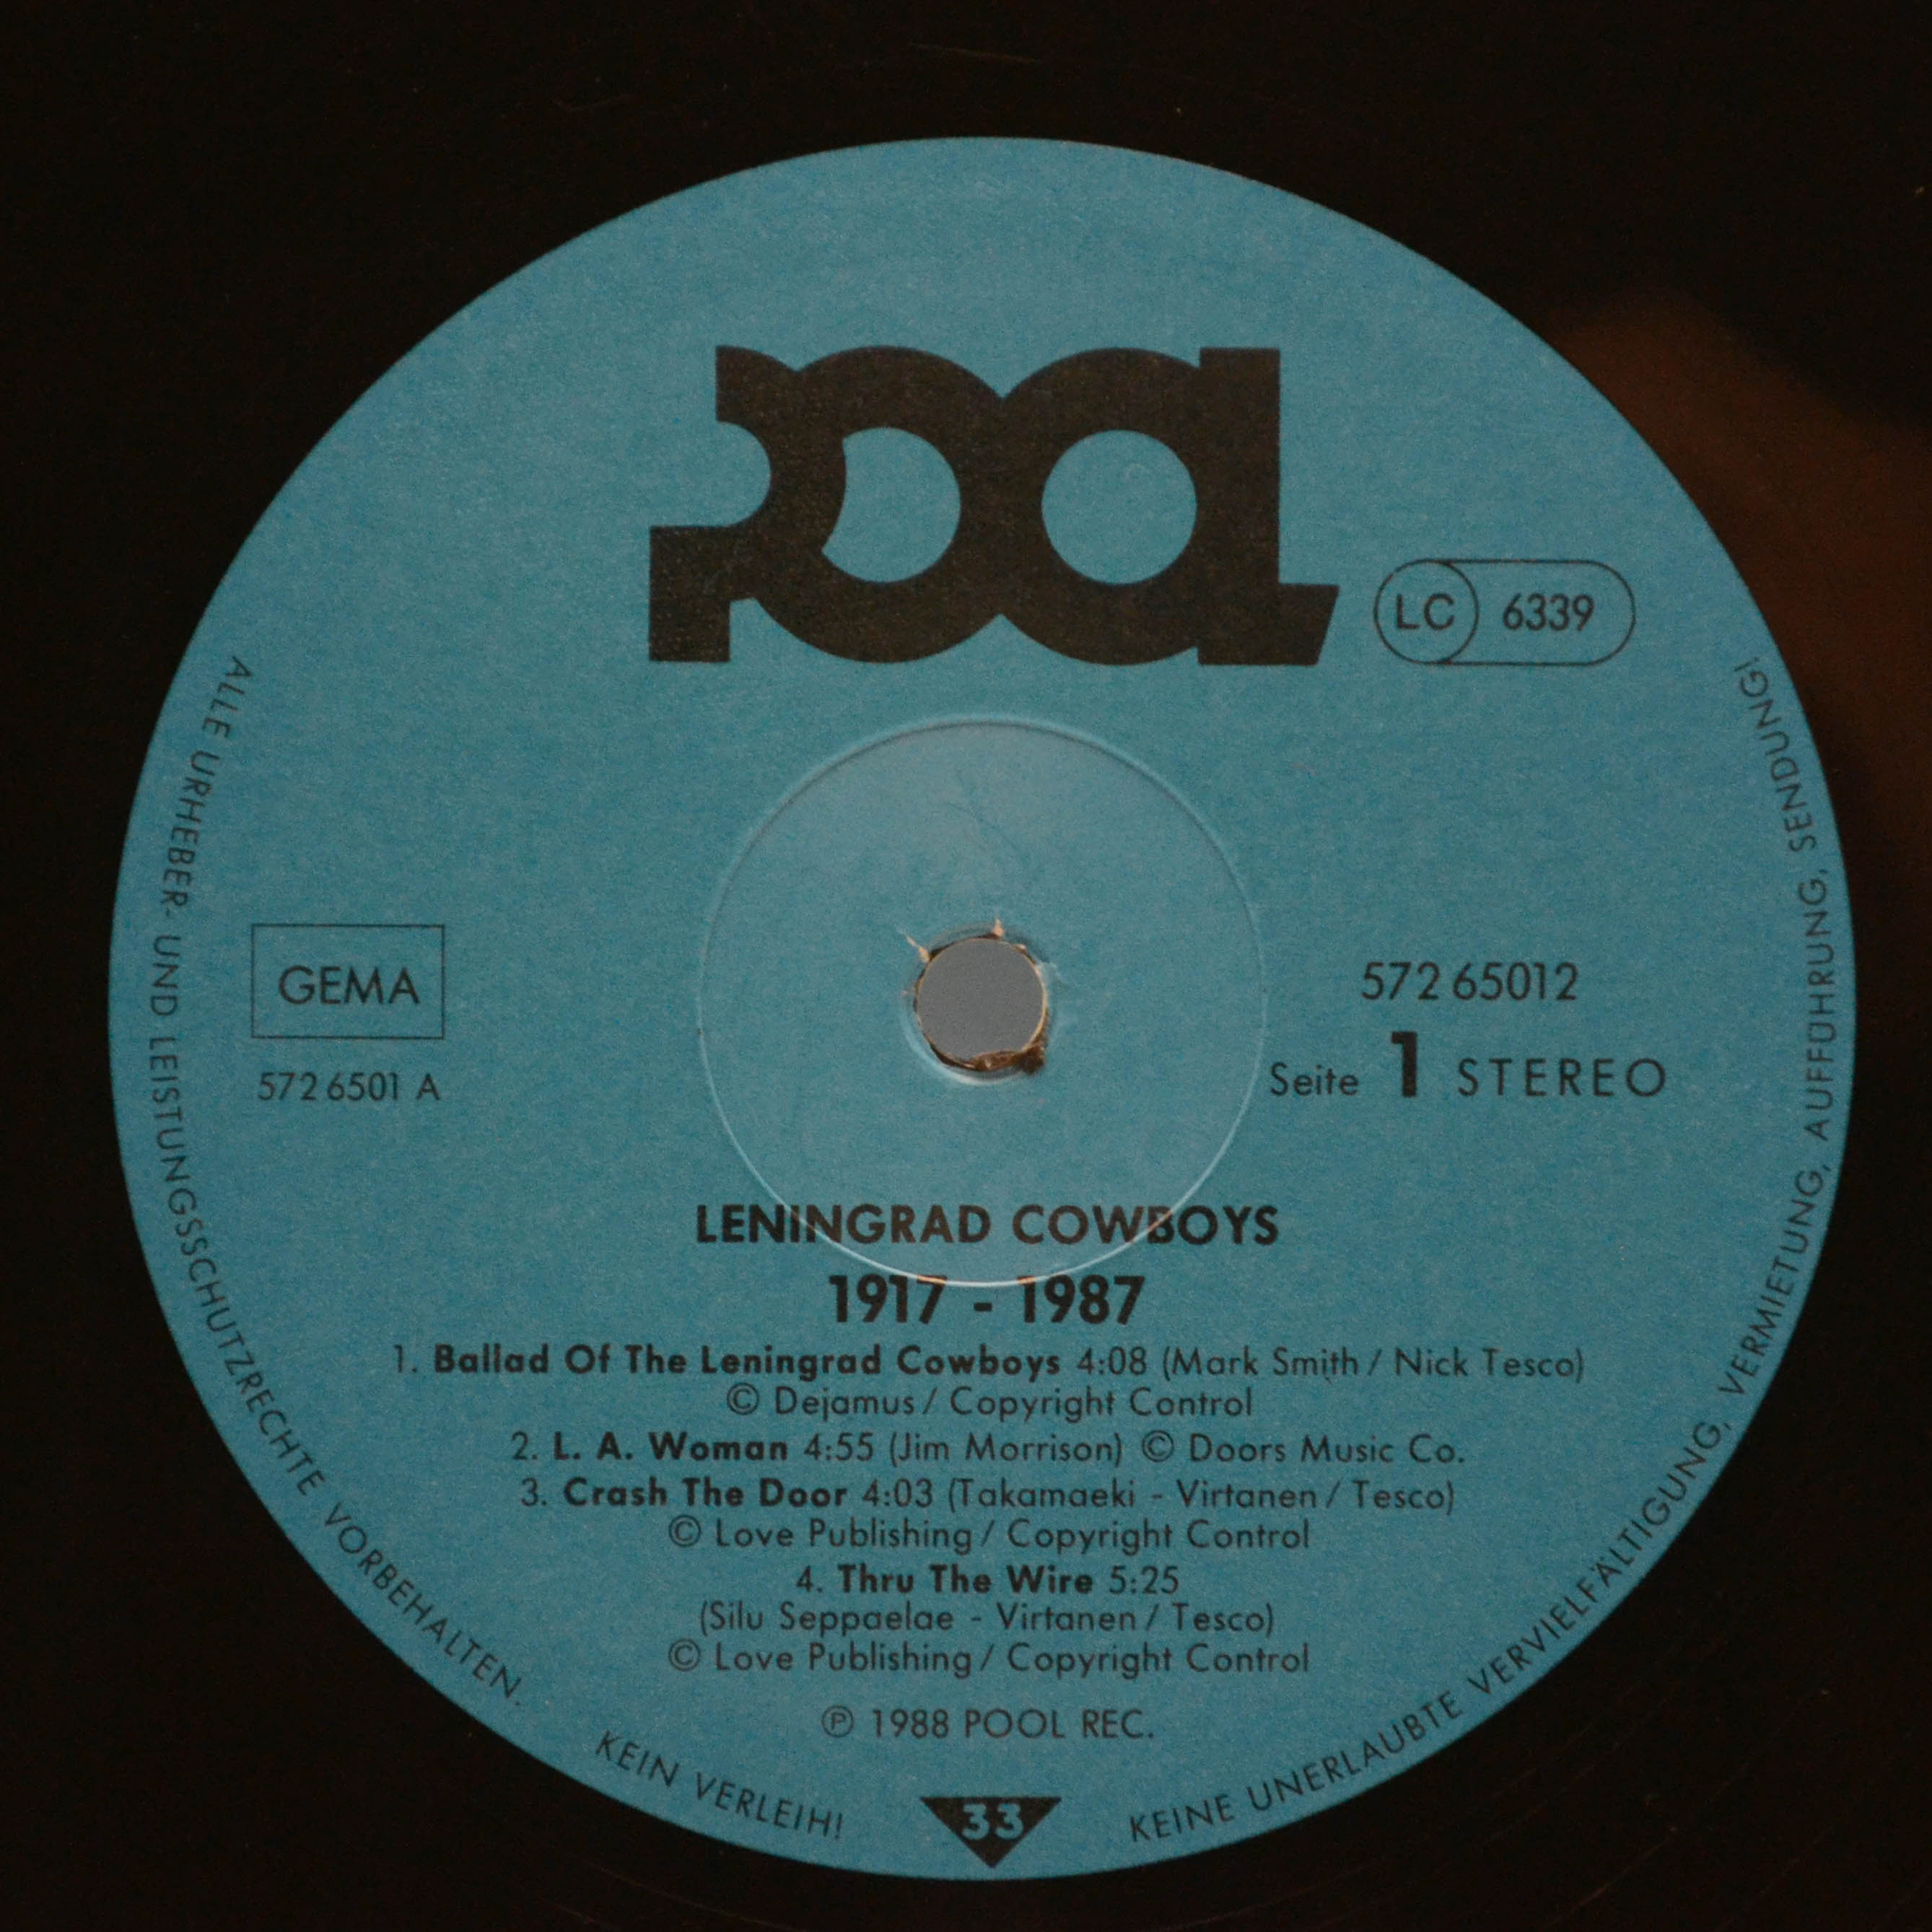 POOL
LC 6339
GEMA
572 6501 A
572 65012
Seite 1 STEREO
LENINGRAD COWBOYS
1917 - 1987
1. Ballad Of The Leningrad Cowboys 4:08 (Mark Smith / Nick Tesco)
© Dejamus / Copyright Control
2. L. A. Woman 4:55 (Jim Morrison) © Doors Music Co.
3. Crash The Door 4:03 (Takamaeki - Virtanen / Tesco)
© Love Publishing / Copyright Control
4. Thru The Wire 5:25
(Silu Seppaelae - Virtanen / Tesco)
© Love Publishing / Copyright Control
℗ 1988 POOL REC.
33
ALLE URHEBER- UND LEISTUNGSSCHUTZRECHTE VORBEHALTEN.
KEIN VERLEIH!
KEINE UNERLAUBTE VERVIELFÄLTIGUNG, VERMIETUNG, AUFFÜHRUNG, SENDUNG!